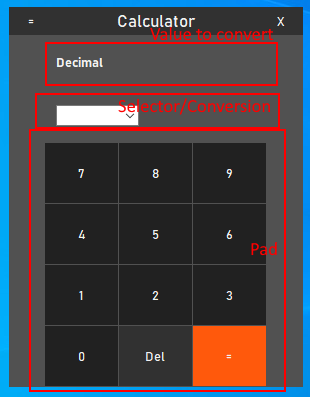 = Calculator X
Value to convert
Decimal
Selector/Conversion
7 8 9
4 5 6
Pad
1 2 3
0 Del =